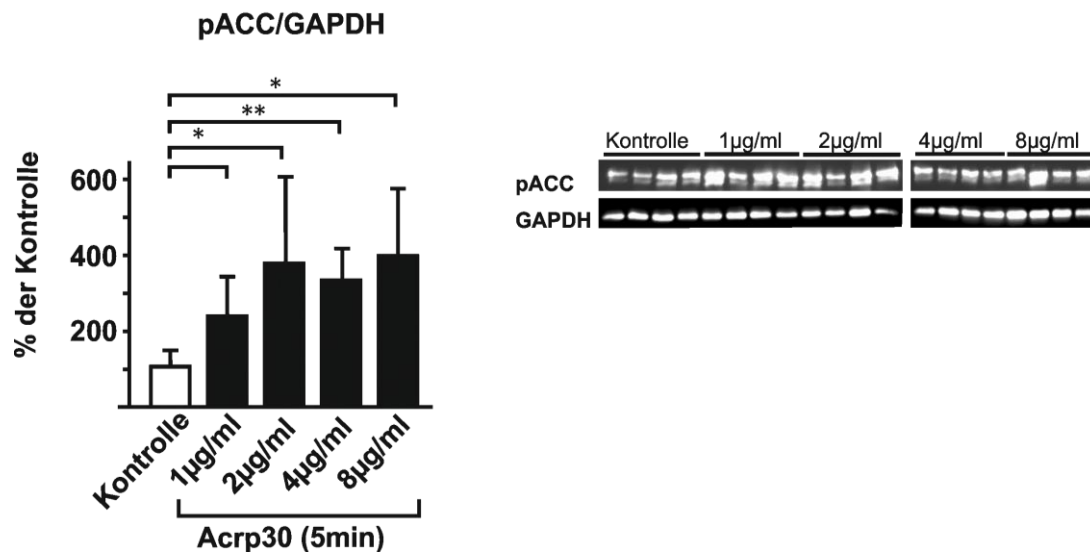 pACC/GAPDH
*
**
*
% der Kontrolle
600
400
200
Kontrolle
1µg/ml
2µg/ml
4µg/ml
8µg/ml
Acrp30 (5min)
Kontrolle 1µg/ml 2µg/ml 4µg/ml 8µg/ml
pACC
GAPDH